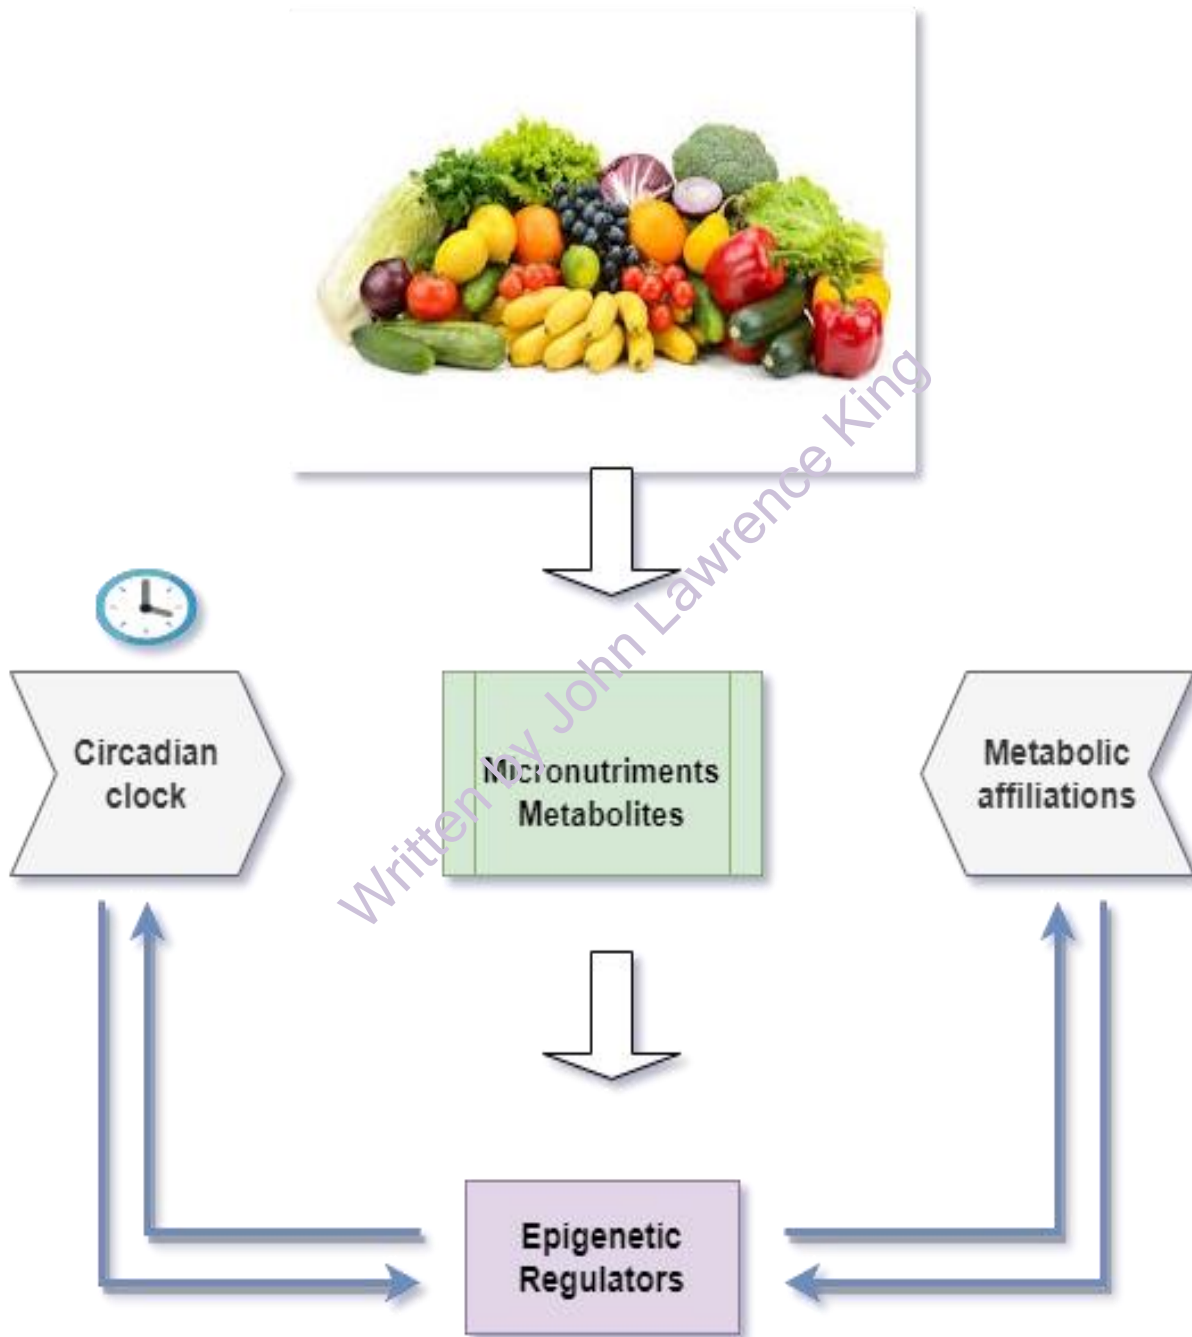 Circadian
clock
Micronutriments
Metabolites
Metabolic
affiliations
Written by John Lawrence King
Epigenetic
Regulators